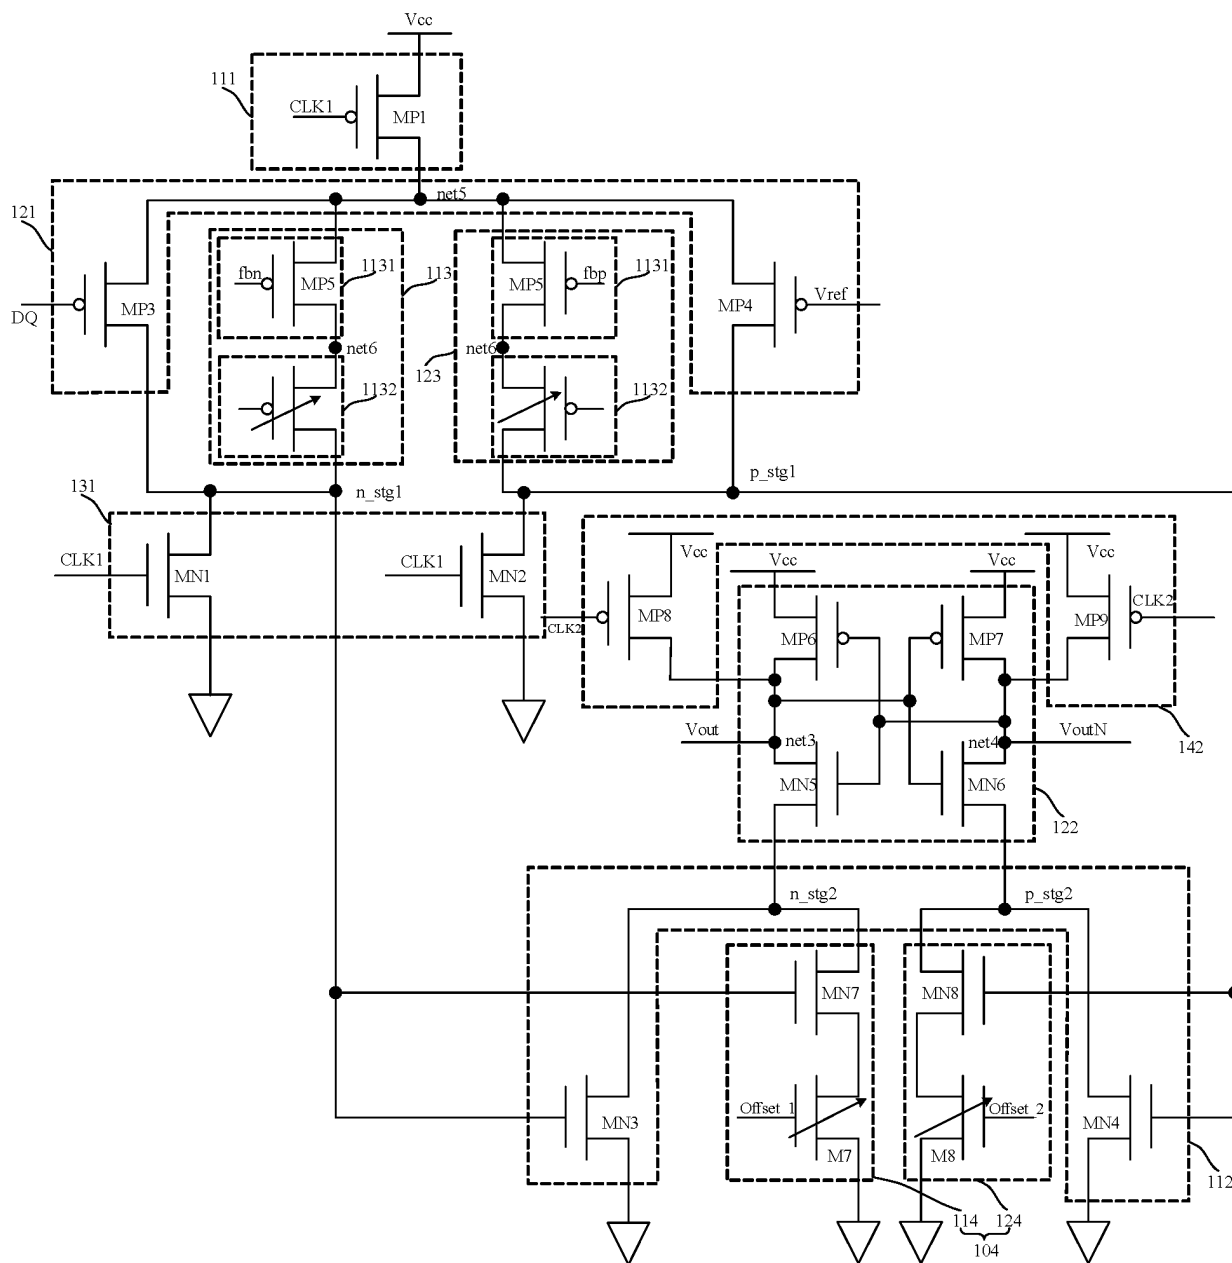 Vcc
111
CLK1
MP1
net5
121
fbn
MP5
1131
113
MP5
fbp
1131
MP3
DQ
MP4
Vref
net6
net6
123
1132
1132
n_stg1
p_stg1
131
CLK1
MN1
CLK1
MN2
Vcc
Vcc
Vcc
Vcc
CLK2
MP8
MP6
MP7
MP9
CLK2
Vout
net3
net4
VoutN
142
MN5
MN6
122
n_stg2
p_stg2
MN7
MN8
Offset_1
Offset_2
MN3
M7
M8
MN4
112
114
124
104